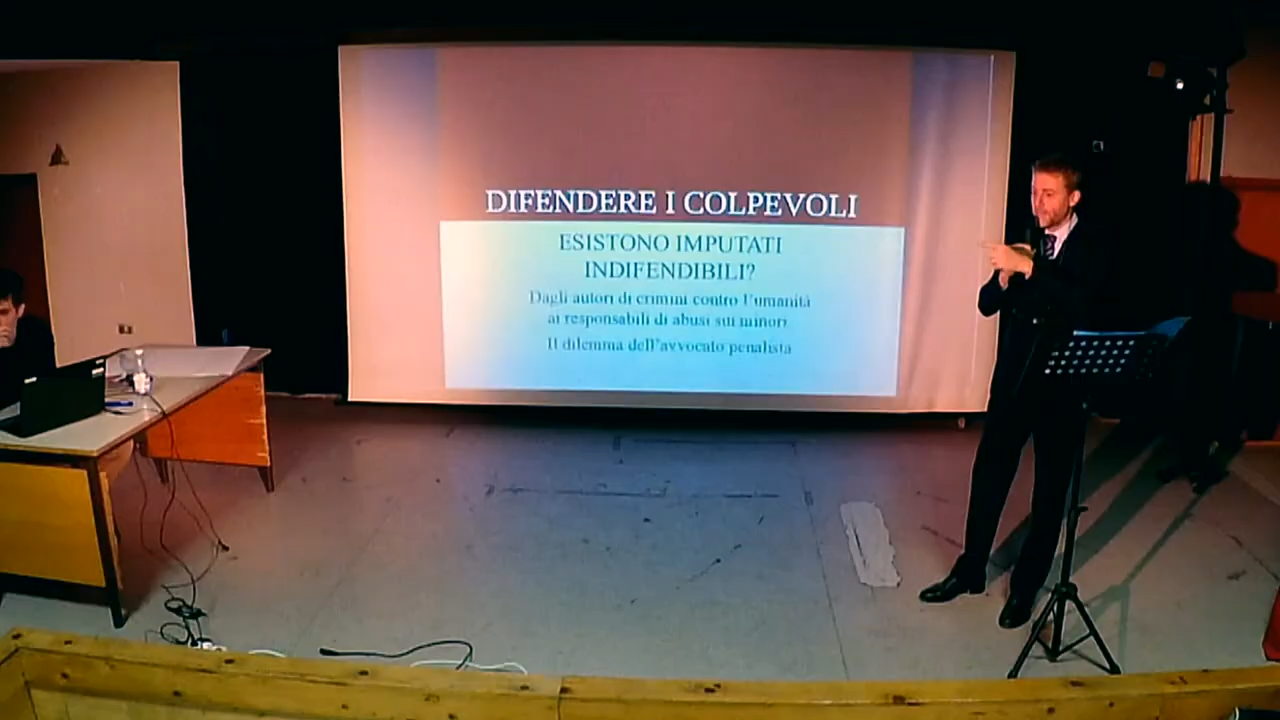 DIFENDERE I COLPEVOLI
ESISTONO IMPUTATI
INDIFENDIBILI?
Dagli autori di crimini contro l'umanità
ai responsabili di abusi sui minori
Il dilemma dell'avvocato penalista